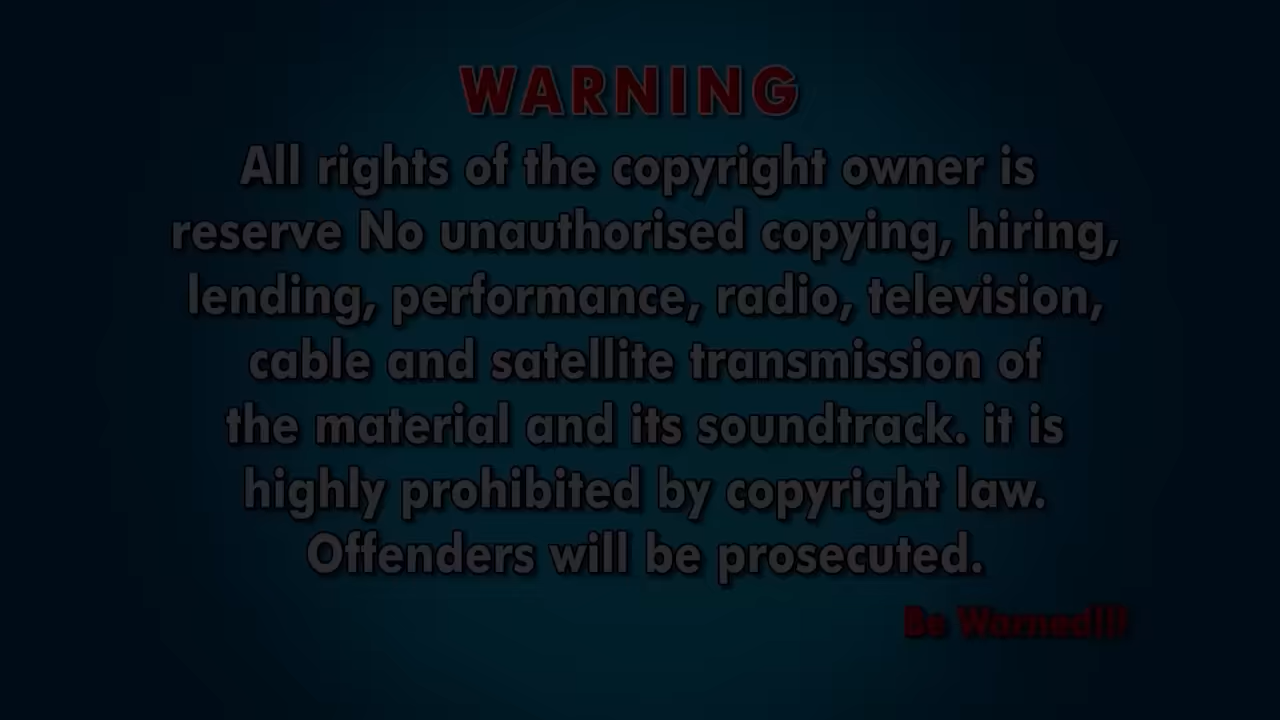 WARNING
All rights of the copyright owner is
reserve No unauthorised copying, hiring,
lending, performance, radio, television,
cable and satellite transmission of
the material and its soundtrack. it is
highly prohibited by copyright law.
Offenders will be prosecuted.
Be Warned!!!